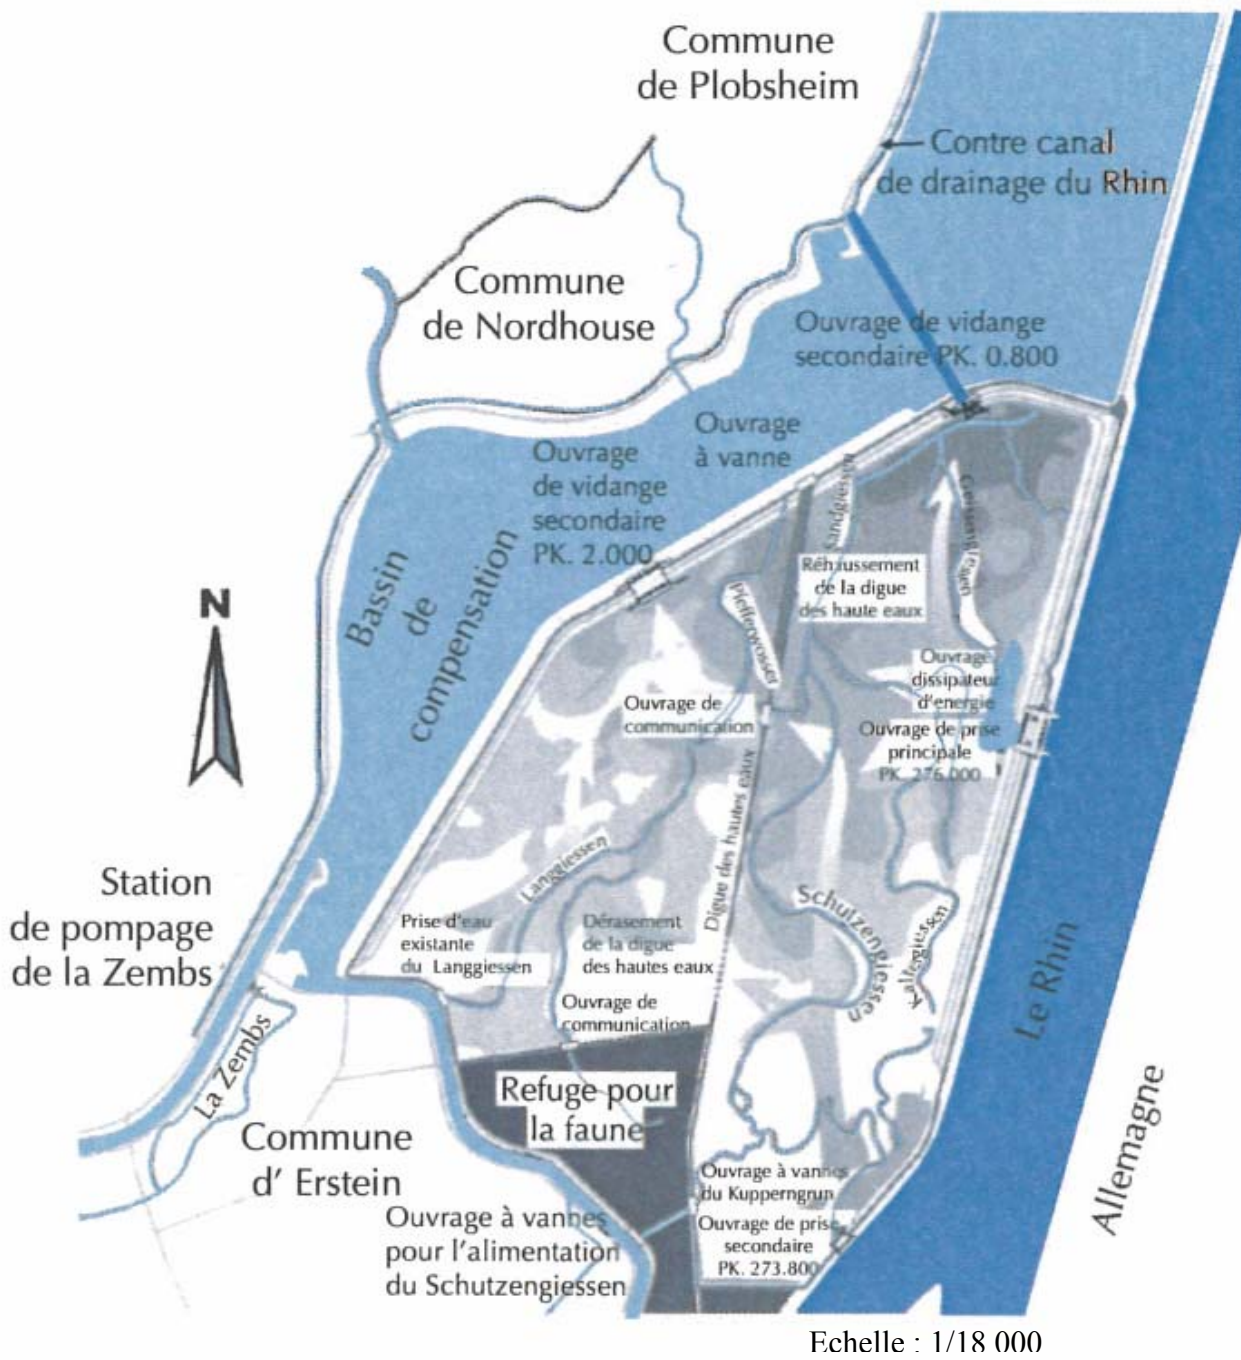 Commune
de Plobsheim
Contre canal
de drainage du Rhin
Commune
de Nordhouse
Ouvrage de vidange
secondaire PK. 0.800
Ouvrage
à vanne
Ouvrage
de vidange
secondaire
PK. 2.000
Bassin
de
compensation
N
Sandgiessen
Geissengiessen
Réhaussement
de la digue
des haute eaux
Pfefferwosser
Ouvrage
dissipateur
d'energie
Ouvrage de
communication
Ouvrage de prise
principale
PK. 276.000
Digue des hautes eaux
Langgiessen
Station
de pompage
de la Zembs
Prise d'eau
existante
du Langgiessen
Dérasement
de la digue
des hautes eaux
Schutzengiessen
Kalfergiessen
Le Rhin
Ouvrage de
communication
La Zembs
Refuge pour
la faune
Allemagne
Commune
d' Erstein
Ouvrage à vannes
du Kupperngrun
Ouvrage à vannes
pour l'alimentation
du Schutzengiessen
Ouvrage de prise
secondaire
PK. 273.800
Echelle : 1/18 000